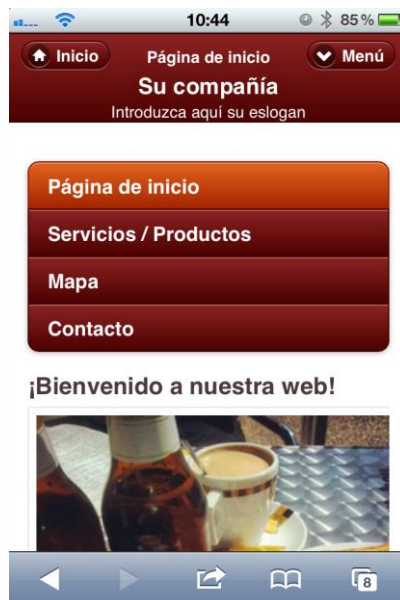 10:44
85%
Inicio
Página de inicio
Menú
Su compañía
Introduzca aquí su eslogan
Página de inicio
Servicios / Productos
Mapa
Contacto
¡Bienvenido a nuestra web!
8